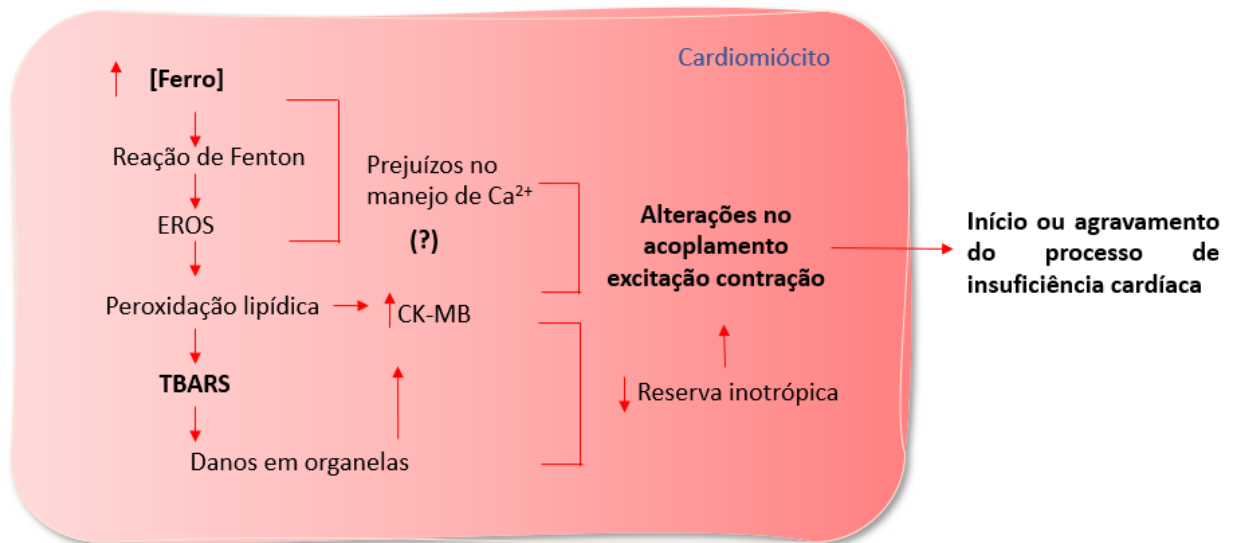 Cardiomiócito
[Ferro]
Reação de Fenton
EROS
Peroxidação lipídica
TBARS
Danos em organelas
Prejuízos no
manejo de Ca²⁺
(?)
CK-MB
Alterações no
acoplamento
excitação contração
Reserva inotrópica
Início ou agravamento
do processo de
insuficiência cardíaca